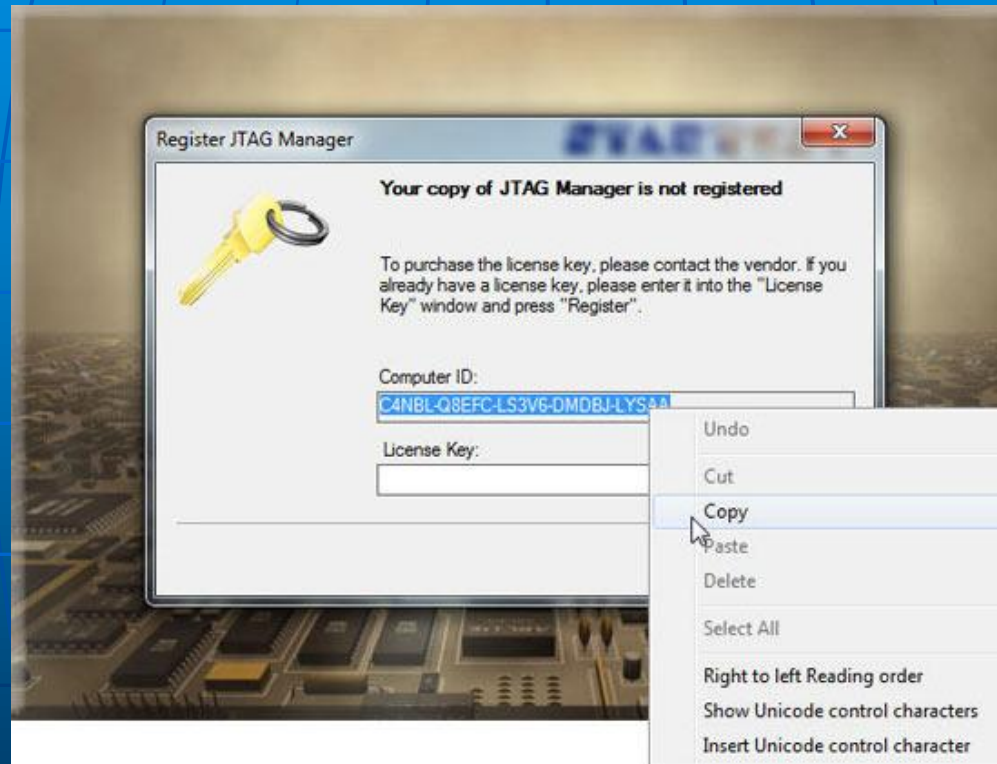 Register JTAG Manager
Your copy of JTAG Manager is not registered
To purchase the license key, please contact the vendor. If you
already have a license key, please enter it into the "License
Key" window and press "Register".
Computer ID:
C4NBL-Q8EFC-LS3V6-DMDBJ-LYSAA
License Key:
Undo
Cut
Copy
Paste
Delete
Select All
Right to left Reading order
Show Unicode control characters
Insert Unicode control character